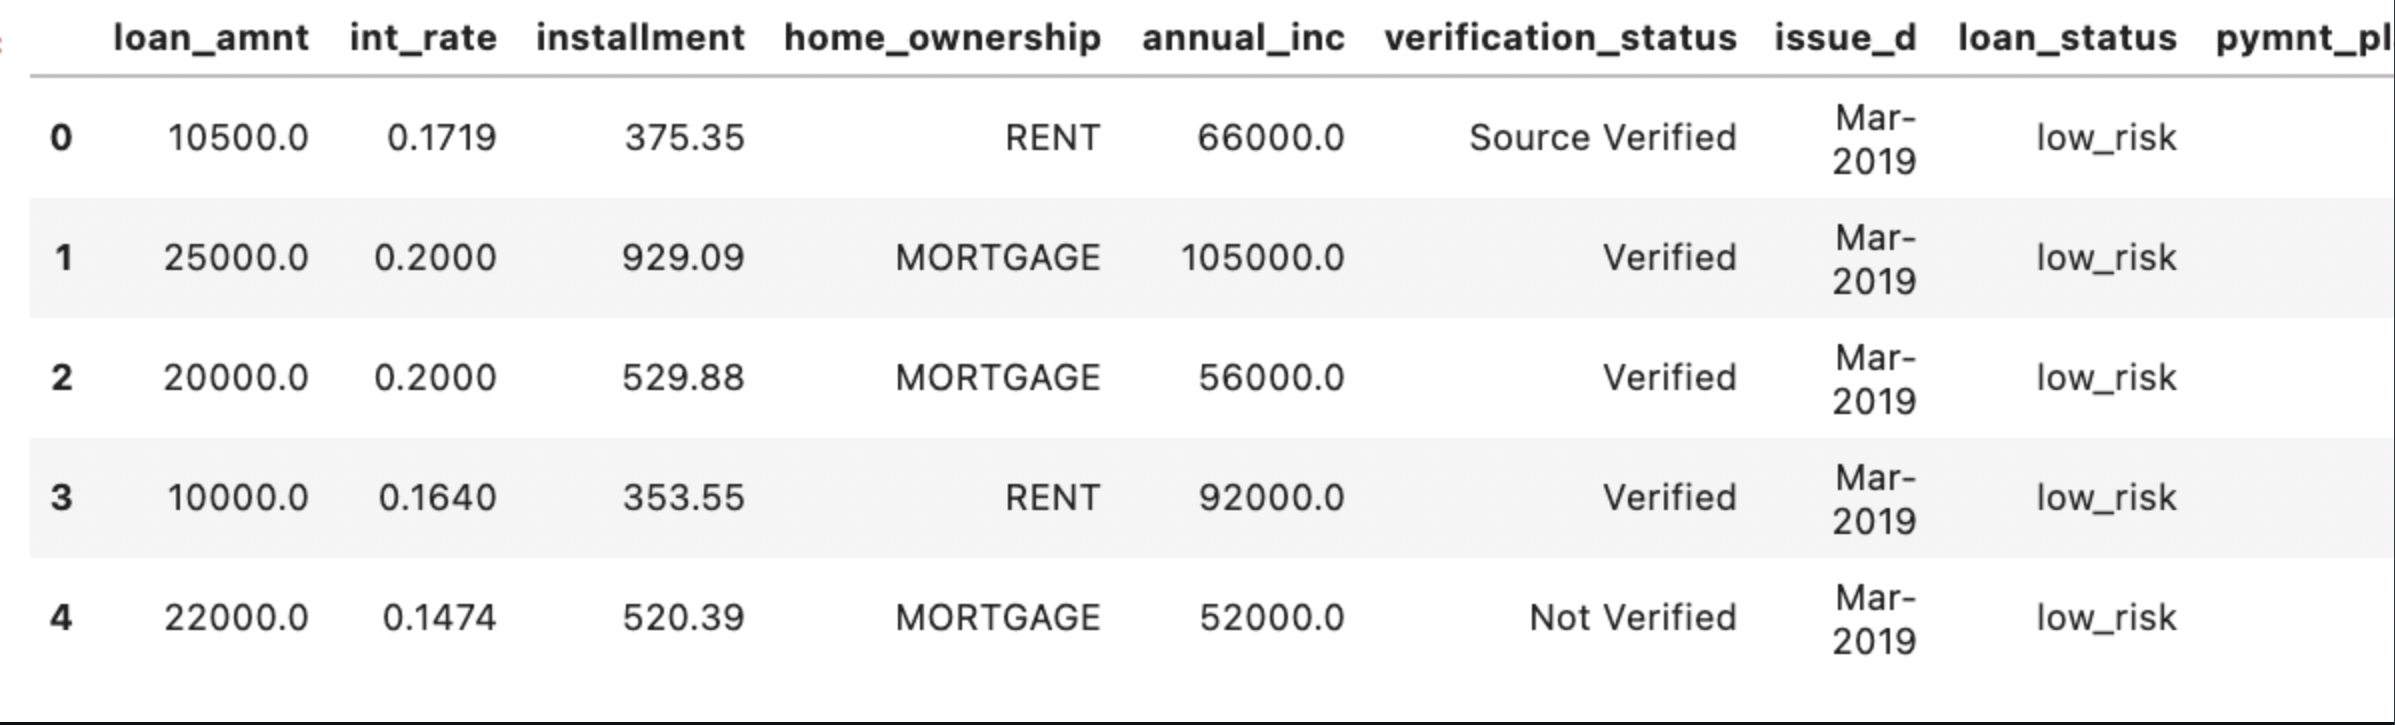 loan_amnt int_rate installment home_ownership annual_inc verification_status issue_d loan_status pymnt_pl
0 10500.0 0.1719 375.35 RENT 66000.0 Source Verified Mar-2019 low_risk
1 25000.0 0.2000 929.09 MORTGAGE 105000.0 Verified Mar-2019 low_risk
2 20000.0 0.2000 529.88 MORTGAGE 56000.0 Verified Mar-2019 low_risk
3 10000.0 0.1640 353.55 RENT 92000.0 Verified Mar-2019 low_risk
4 22000.0 0.1474 520.39 MORTGAGE 52000.0 Not Verified Mar-2019 low_risk